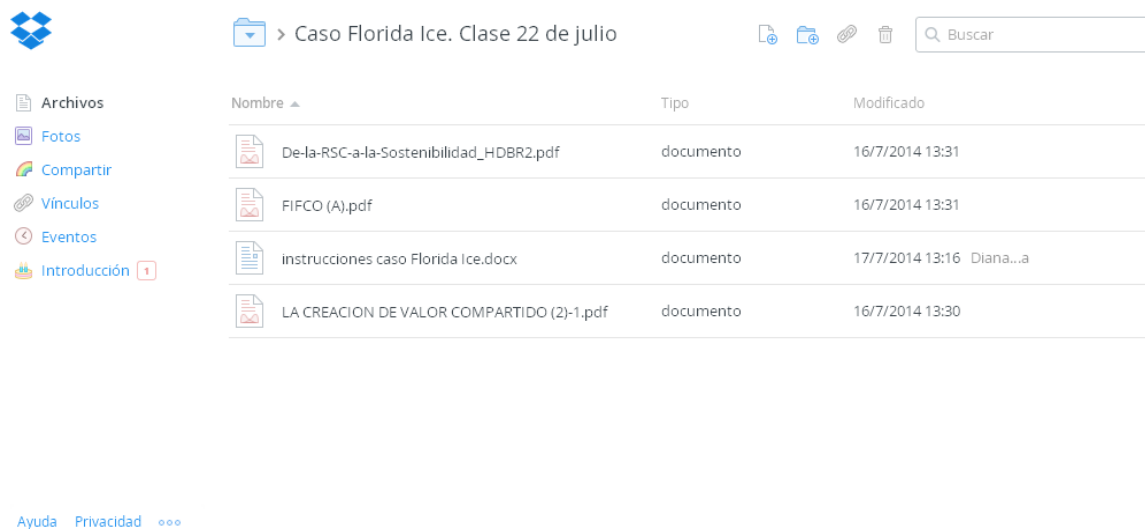 > Caso Florida Ice. Clase 22 de julio
Buscar
Archivos
Fotos
Compartir
Vínculos
Eventos
Introducción 1
Nombre Tipo Modificado
De-la-RSC-a-la-Sostenibilidad_HDBR2.pdf documento 16/7/2014 13:31
FIFCO (A).pdf documento 16/7/2014 13:31
instrucciones caso Florida Ice.docx documento 17/7/2014 13:16 Diana...a
LA CREACION DE VALOR COMPARTIDO (2)-1.pdf documento 16/7/2014 13:30
Ayuda Privacidad